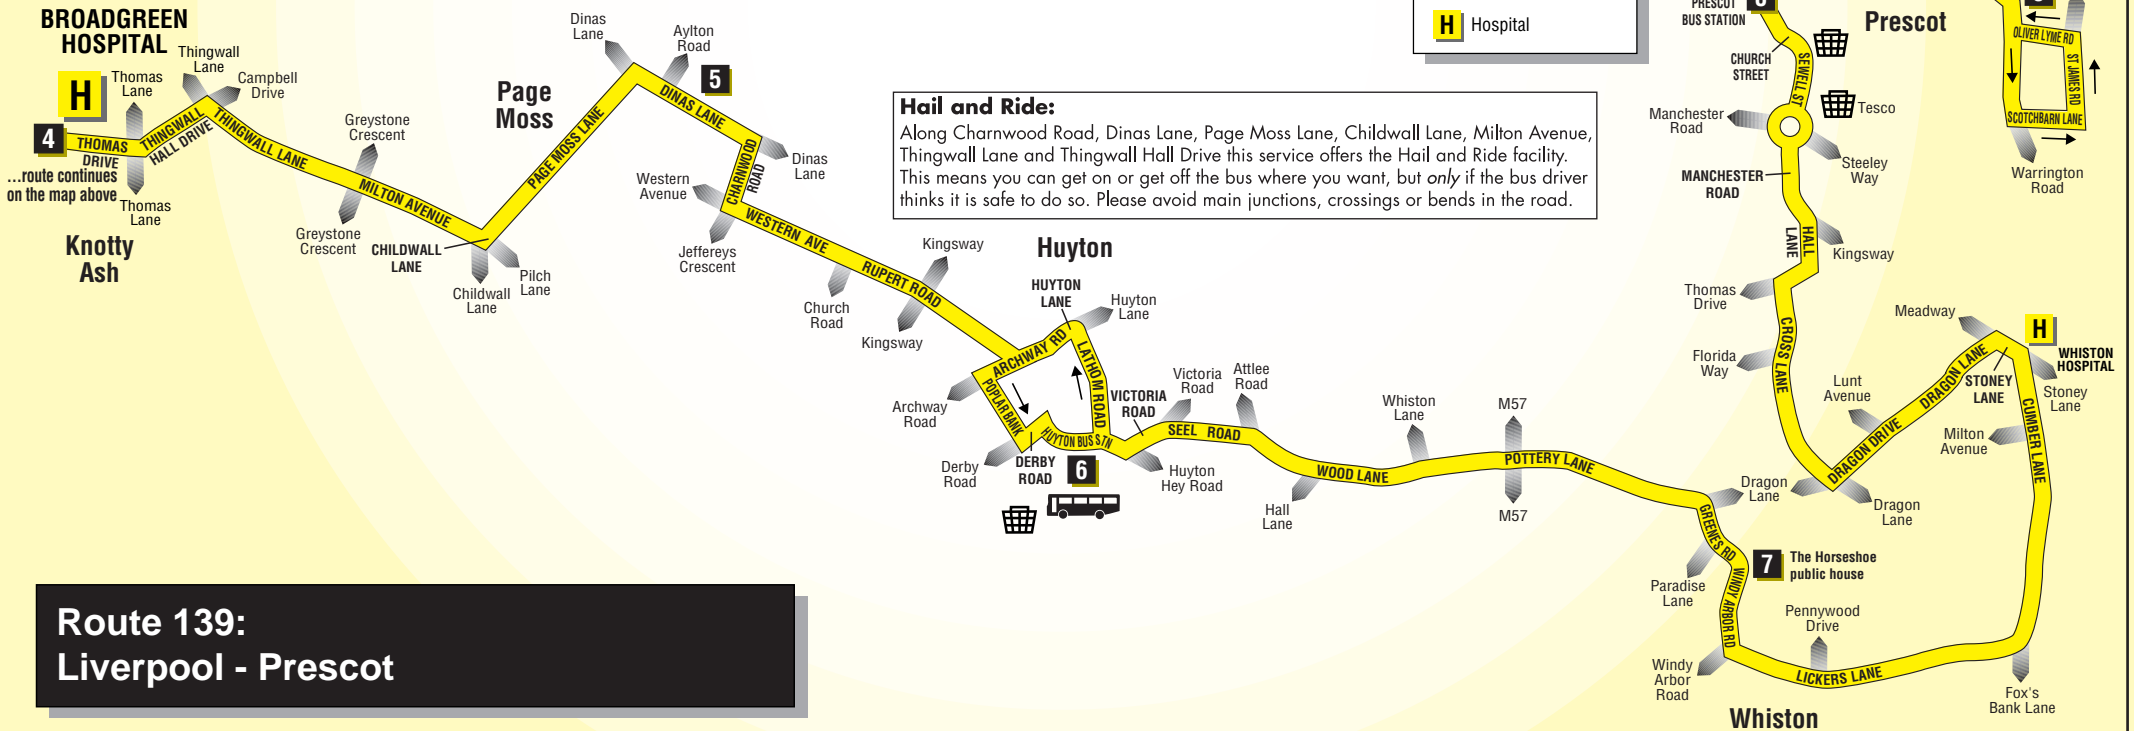 BROADGREEN
HOSPITAL
H
4
Thomas
Lane
Thingwall
Lane
Campbell
Drive
THOMAS
DRIVE
THINGWALL
HALL DRIVE
...route continues
on the map above
Thomas
Lane
Knotty
Ash
THINGWALL LANE
Greystone
Crescent
MILTON AVENUE
Greystone
Crescent
CHILDWALL
LANE
Childwall
Lane
Pilch
Lane
Page
Moss
PAGE MOSS LANE
Dinas
Lane
Aylton
Road
5
DINAS LANE
Dinas
Lane
CHARNWOOD
ROAD
Western
Avenue
Jeffereys
Crescent
WESTERN AVE
Church
Road
RUPERT ROAD
Kingsway
Kingsway
Hail and Ride:
Along Charnwood Road, Dinas Lane, Page Moss Lane, Childwall Lane, Milton Avenue,
Thingwall Lane and Thingwall Hall Drive this service offers the Hail and Ride facility.
This means you can get on or get off the bus where you want, but only if the bus driver
thinks it is safe to do so. Please avoid main junctions, crossings or bends in the road.
H Hospital
Huyton
HUYTON
LANE
Huyton
Lane
ARCHWAY RD
LATHOM ROAD
Archway
Road
POPLAR BANK
Derby
Road
DERBY
ROAD
HUYTON BUS STN
6
VICTORIA
ROAD
Victoria
Road
Attlee
Road
SEEL ROAD
Huyton
Hey Road
WOOD LANE
Hall
Lane
Whiston
Lane
M57
POTTERY LANE
M57
Dragon
Lane
GREENES RD
Paradise
Lane
7
The Horseshoe
public house
WINDY ARBOR RD
Windy
Arbor
Road
Pennywood
Drive
LICKERS LANE
Whiston
Fox's
Bank Lane
CUMBER LANE
Milton
Avenue
Stoney
Lane
WHISTON
HOSPITAL
H
STONEY
LANE
Meadway
DRAGON LANE
Lunt
Avenue
DRAGON DRIVE
Dragon
Lane
CROSS LANE
Florida
Way
Thomas
Drive
HALL
LANE
Kingsway
MANCHESTER
ROAD
Steeley
Way
Manchester
Road
Tesco
SEWELL ST
CHURCH
STREET
PRESCOT
BUS STATION
Prescot
OLIVER LYME RD
ST JAMES RD
SCOTCHBARN LANE
Warrington
Road
Route 139:
Liverpool - Prescot